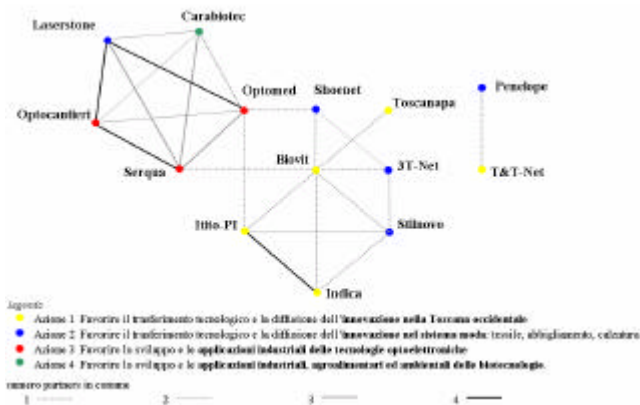 Carabiotec
Laserstone
Optomed
Shoenet
Penelope
Toscanapa
Optocantieri
Biovit
3T-Net
T&T-Net
Serqua
Itito-PI
Stilnovo
Indica
legenda
Azione 1 Favorire il trasferimento tecnologico e la diffusione dell'innovazione nella Toscana occidentale
Azione 2 Favorire il trasferimento tecnologico e la diffusione dell'innovazione nel sistema moda: tessile, abbigliamento, calzature
Azione 3 Favorire lo sviluppo e le applicazioni industriali delle tecnologie optoelettroniche
Azione 4 Favorire lo sviluppo e le applicazioni industriali, agroalimentari ed ambientali delle biotecnologie.
numero partners in comune
1 2 3 4